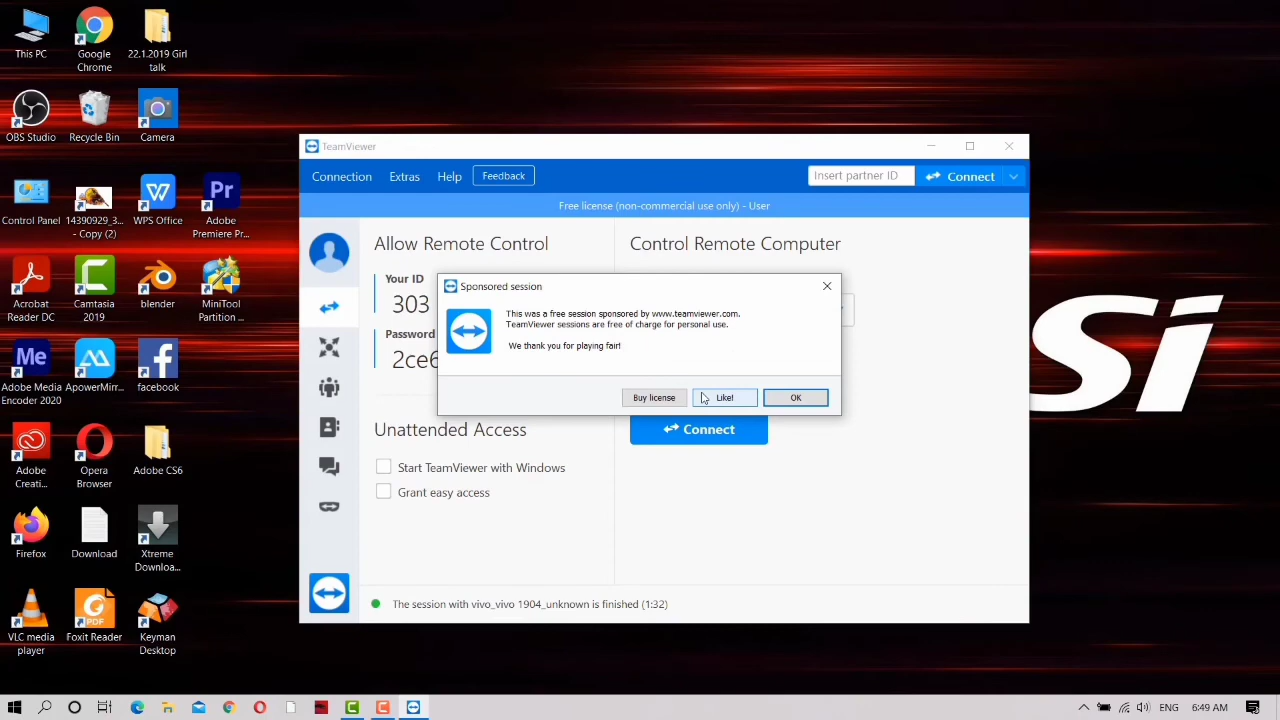 This PC
Google
Chrome
22.1.2019 Girl
talk
OBS Studio
Recycle Bin
Camera
Control Panel
14390929_3...
- Copy (2)
WPS Office
Adobe
Premiere Pr...
Acrobat
Reader DC
Camtasia
2019
blender
MiniTool
Partition ...
Adobe Media
Encoder 2020
ApowerMirr...
facebook
Adobe
Creati...
Opera
Browser
Adobe CS6
Firefox
Download
Xtreme
Downloa...
VLC media
player
Foxit Reader
Keyman
Desktop
TeamViewer
Connection
Extras
Help
Feedback
Insert partner ID
Connect
Free license (non-commercial use only) - User
Allow Remote Control
Control Remote Computer
Your ID
303
Password
2ce6
Sponsored session
This was a free session sponsored by www.teamviewer.com.
TeamViewer sessions are free of charge for personal use.
We thank you for playing fair!
Buy license
Like!
OK
Connect
Unattended Access
Start TeamViewer with Windows
Grant easy access
The session with vivo_vivo 1904_unknown is finished (1:32)
si
ENG
6:49 AM